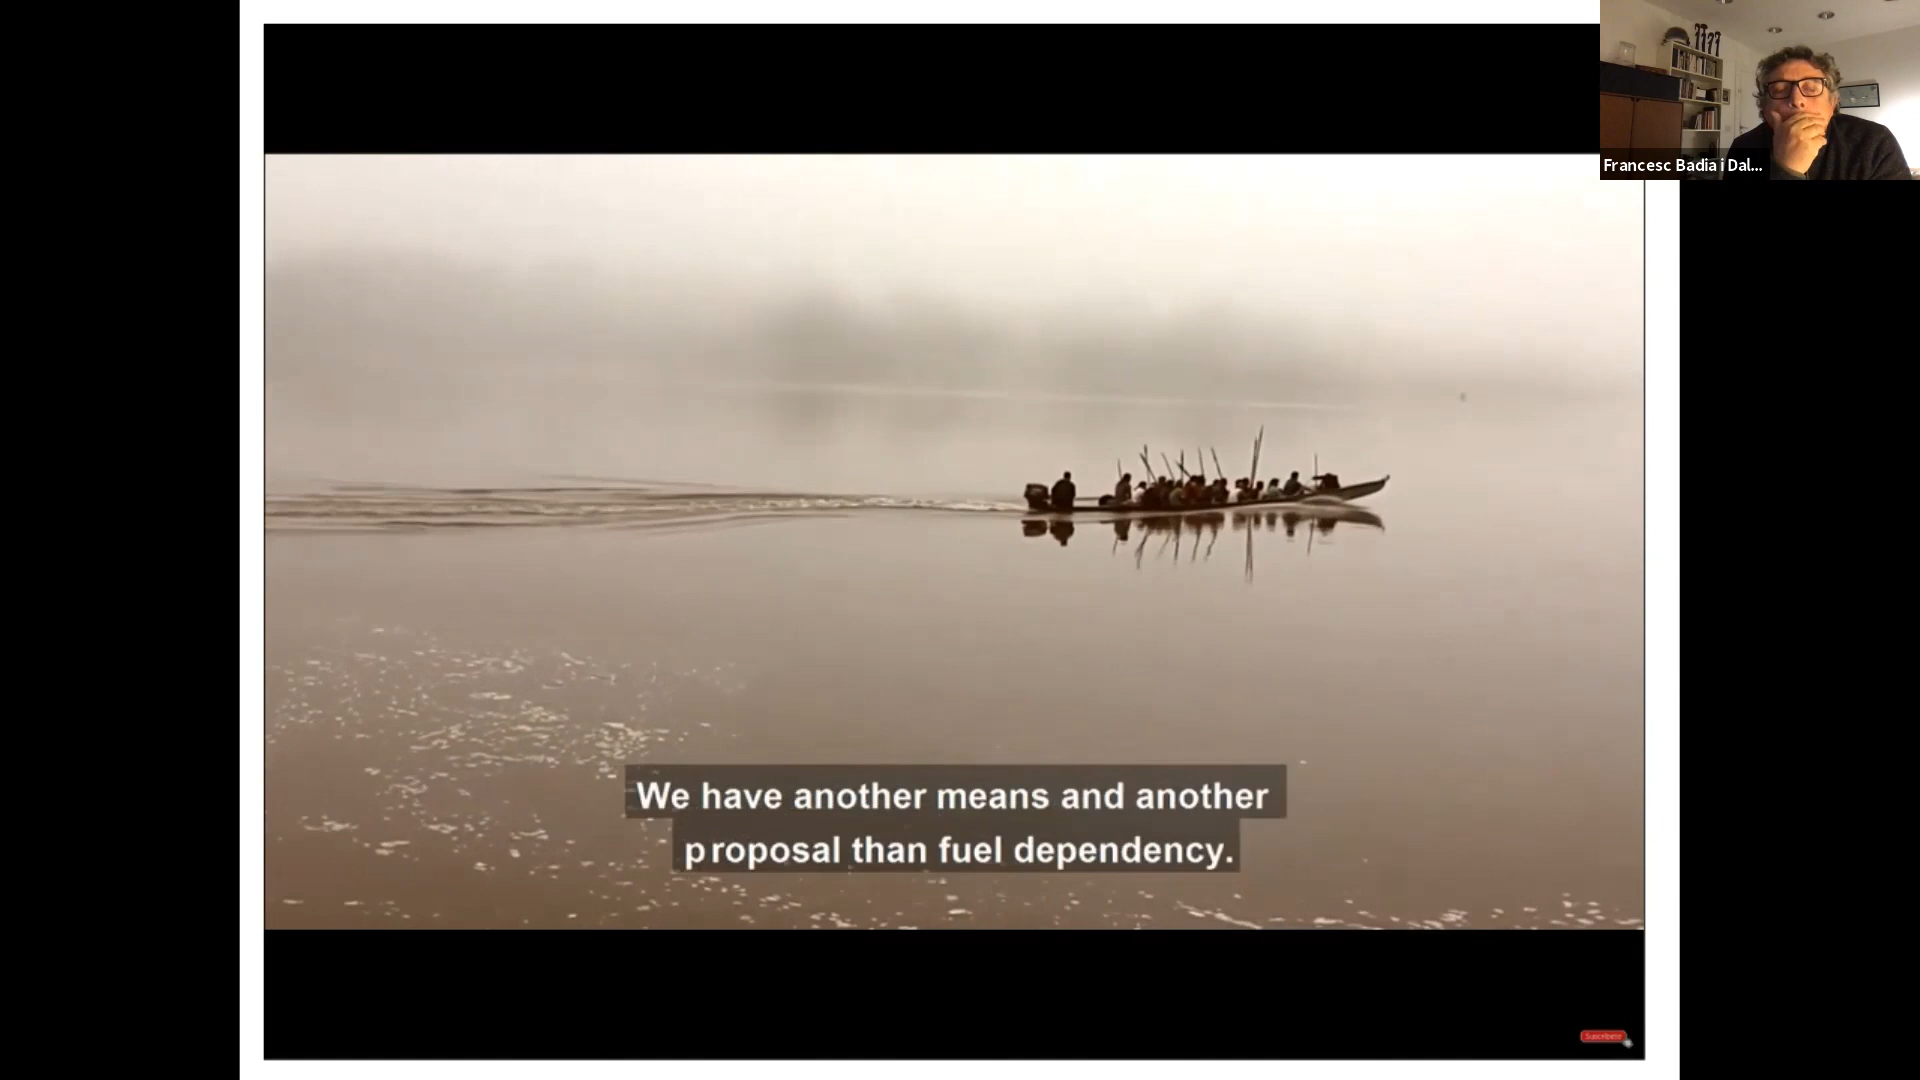 Francesc Badia i Dal...
We have another means and another
proposal than fuel dependency.